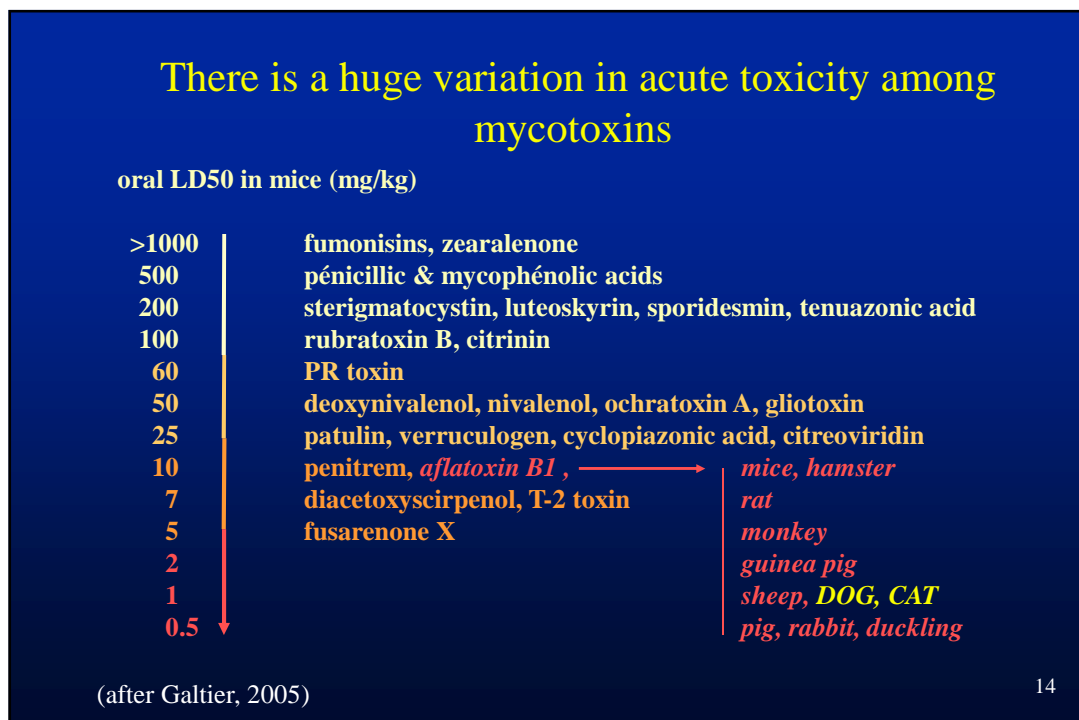 There is a huge variation in acute toxicity among
mycotoxins
oral LD50 in mice (mg/kg)
>1000 fumonisins, zearalenone
500 pénicillic & mycophénolic acids
200 sterigmatocystin, luteoskyrin, sporidesmin, tenuazonic acid
100 rubratoxin B, citrinin
60 PR toxin
50 deoxynivalenol, nivalenol, ochratoxin A, gliotoxin
25 patulin, verruculogen, cyclopiazonic acid, citreoviridin
10 penitrem, aflatoxin B1 , mice, hamster
7 diacetoxyscirpenol, T-2 toxin rat
5 fusarenone X monkey
2 guinea pig
1 sheep, DOG, CAT
0.5 pig, rabbit, duckling
(after Galtier, 2005)
14